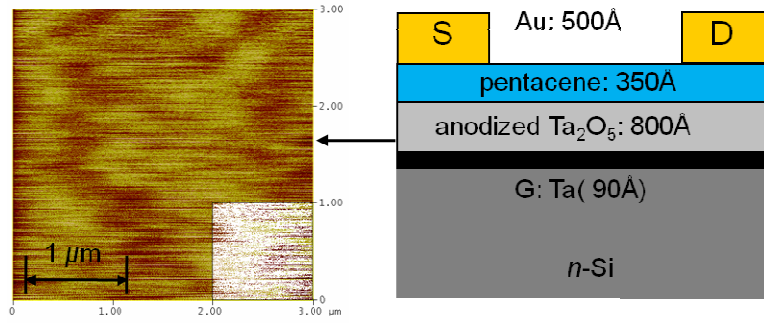 3.00
2.00
1.00
0
1 μm
0 1.00 2.00 3.00 μm
S Au: 500Å D
pentacene: 350Å
anodized Ta₂O₅: 800Å
G: Ta( 90Å)
n-Si